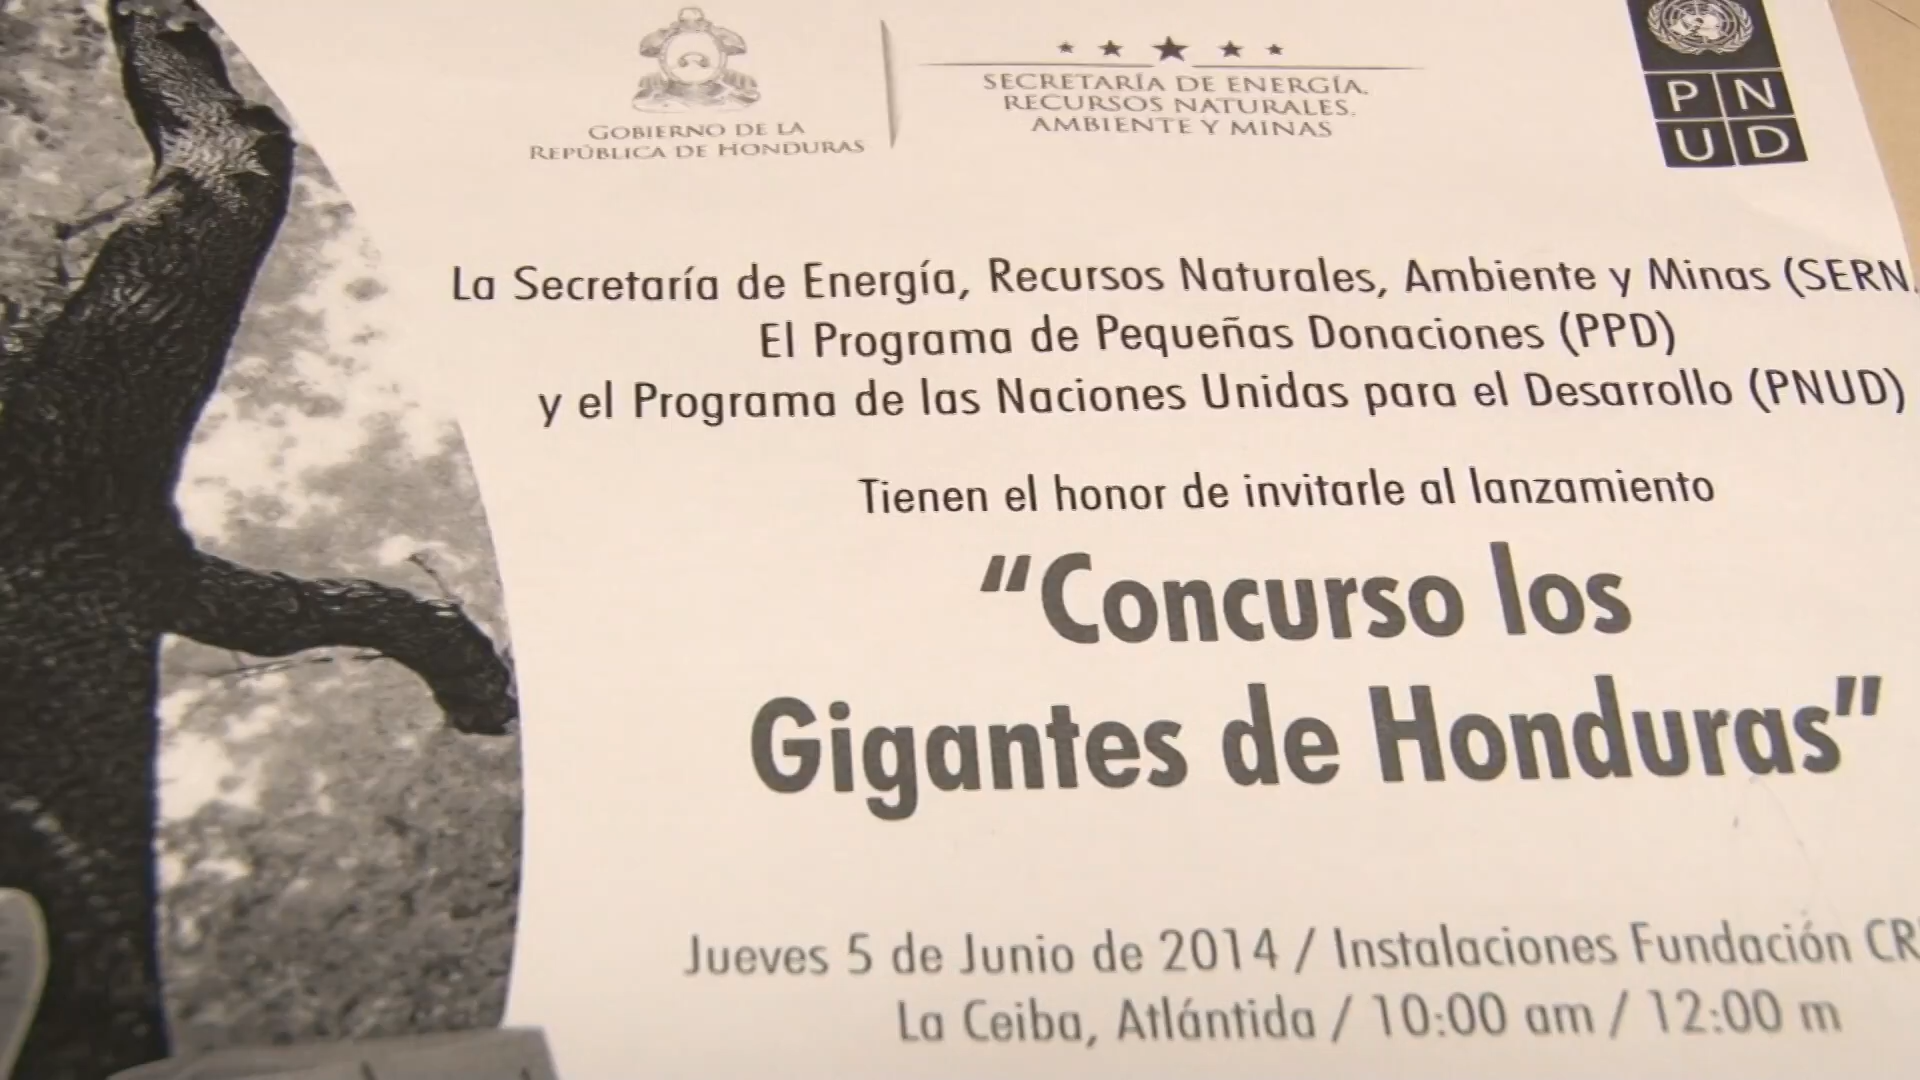 GOBIERNO DE LA
REPÚBLICA DE HONDURAS
SECRETARÍA DE ENERGÍA,
RECURSOS NATURALES,
AMBIENTE Y MINAS
P N
U D
La Secretaría de Energía, Recursos Naturales, Ambiente y Minas (SERN
El Programa de Pequeñas Donaciones (PPD)
y el Programa de las Naciones Unidas para el Desarrollo (PNUD)
Tienen el honor de invitarle al lanzamiento
“Concurso los
Gigantes de Honduras”
Jueves 5 de Junio de 2014 / Instalaciones Fundación
La Ceiba, Atlántida / 10:00 am / 12:00 m